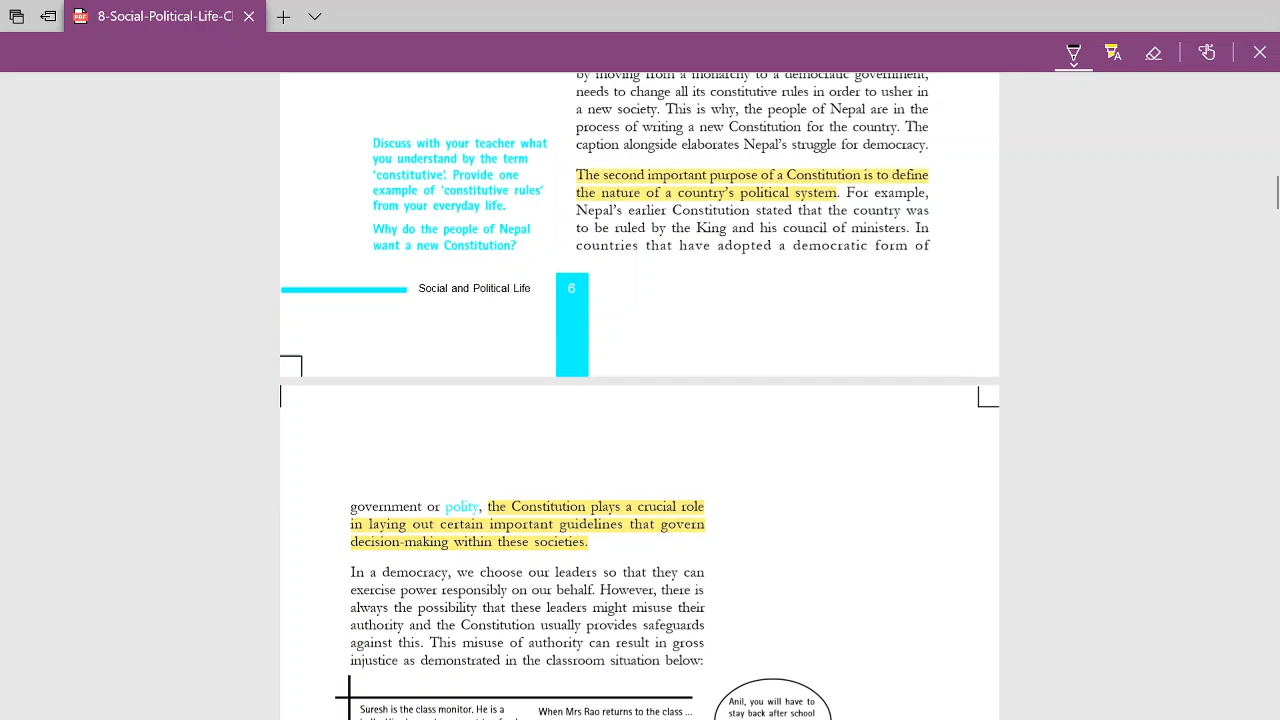 8-Social-Political-Life-C
by moving from a monarchy to a democratic government,
needs to change all its constitutive rules in order to usher in
a new society. This is why, the people of Nepal are in the
process of writing a new Constitution for the country. The
caption alongside elaborates Nepal's struggle for democracy.
Discuss with your teacher what
you understand by the term
'constitutive'. Provide one
example of 'constitutive rules'
from your everyday life.
Why do the people of Nepal
want a new Constitution?
The second important purpose of a Constitution is to define
the nature of a country's political system. For example,
Nepal's earlier Constitution stated that the country was
to be ruled by the King and his council of ministers. In
countries that have adopted a democratic form of
Social and Political Life
6
government or polity, the Constitution plays a crucial role
in laying out certain important guidelines that govern
decision-making within these societies.
In a democracy, we choose our leaders so that they can
exercise power responsibly on our behalf. However, there is
always the possibility that these leaders might misuse their
authority and the Constitution usually provides safeguards
against this. This misuse of authority can result in gross
injustice as demonstrated in the classroom situation below:
Suresh is the class monitor. He is a
When Mrs Rao returns to the class ...
Anil, you will have to
stay back after school